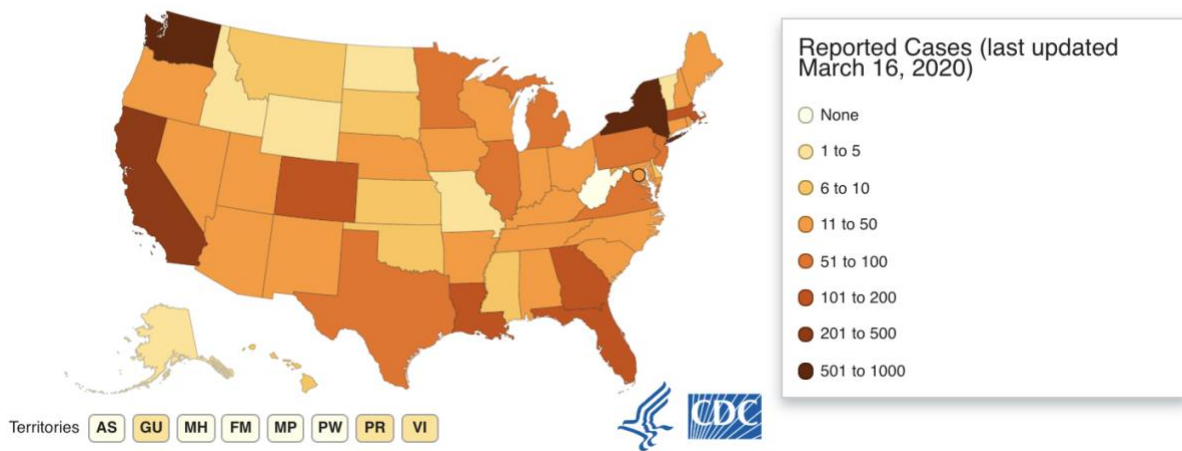 Reported Cases (last updated
March 16, 2020)
None
1 to 5
6 to 10
11 to 50
51 to 100
101 to 200
201 to 500
501 to 1000
Territories AS GU MH FM MP PW PR VI
CDC